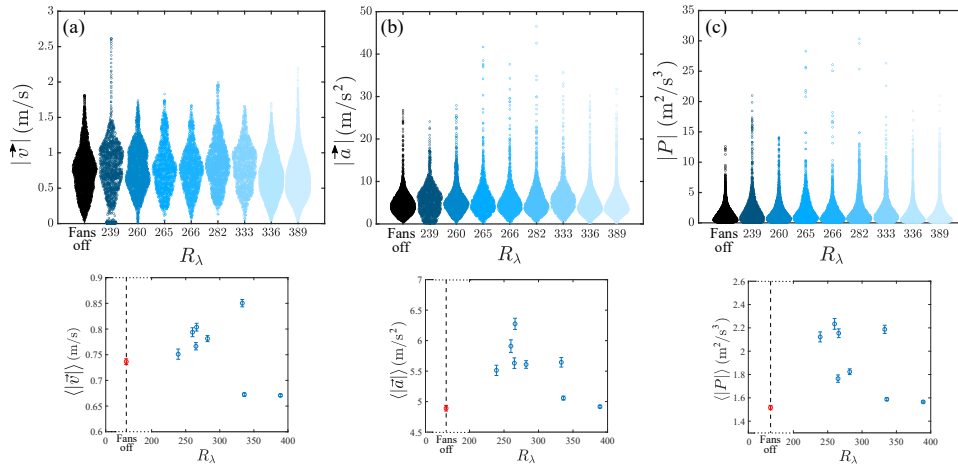 (a)
3
2.5
2
1.5
1
0.5
0
|v⃗| (m/s)
Fans off 239 260 265 266 282 333 336 389
R_λ
(b)
50
40
30
20
10
0
|a⃗| (m/s²)
Fans off 239 260 265 266 282 333 336 389
R_λ
(c)
35
30
25
20
15
10
5
0
|P| (m²/s³)
Fans off 239 260 265 266 282 333 336 389
R_λ
0.9
0.85
0.8
0.75
0.7
0.65
0.6
⟨|v⃗|⟩ (m/s)
Fans off 200 250 300 350 400
R_λ
7
6.5
6
5.5
5
4.5
⟨|a⃗|⟩ (m/s²)
Fans off 200 250 300 350 400
R_λ
2.6
2.4
2.2
2
1.8
1.6
1.4
⟨|P|⟩ (m²/s³)
Fans off 200 250 300 350 400
R_λ